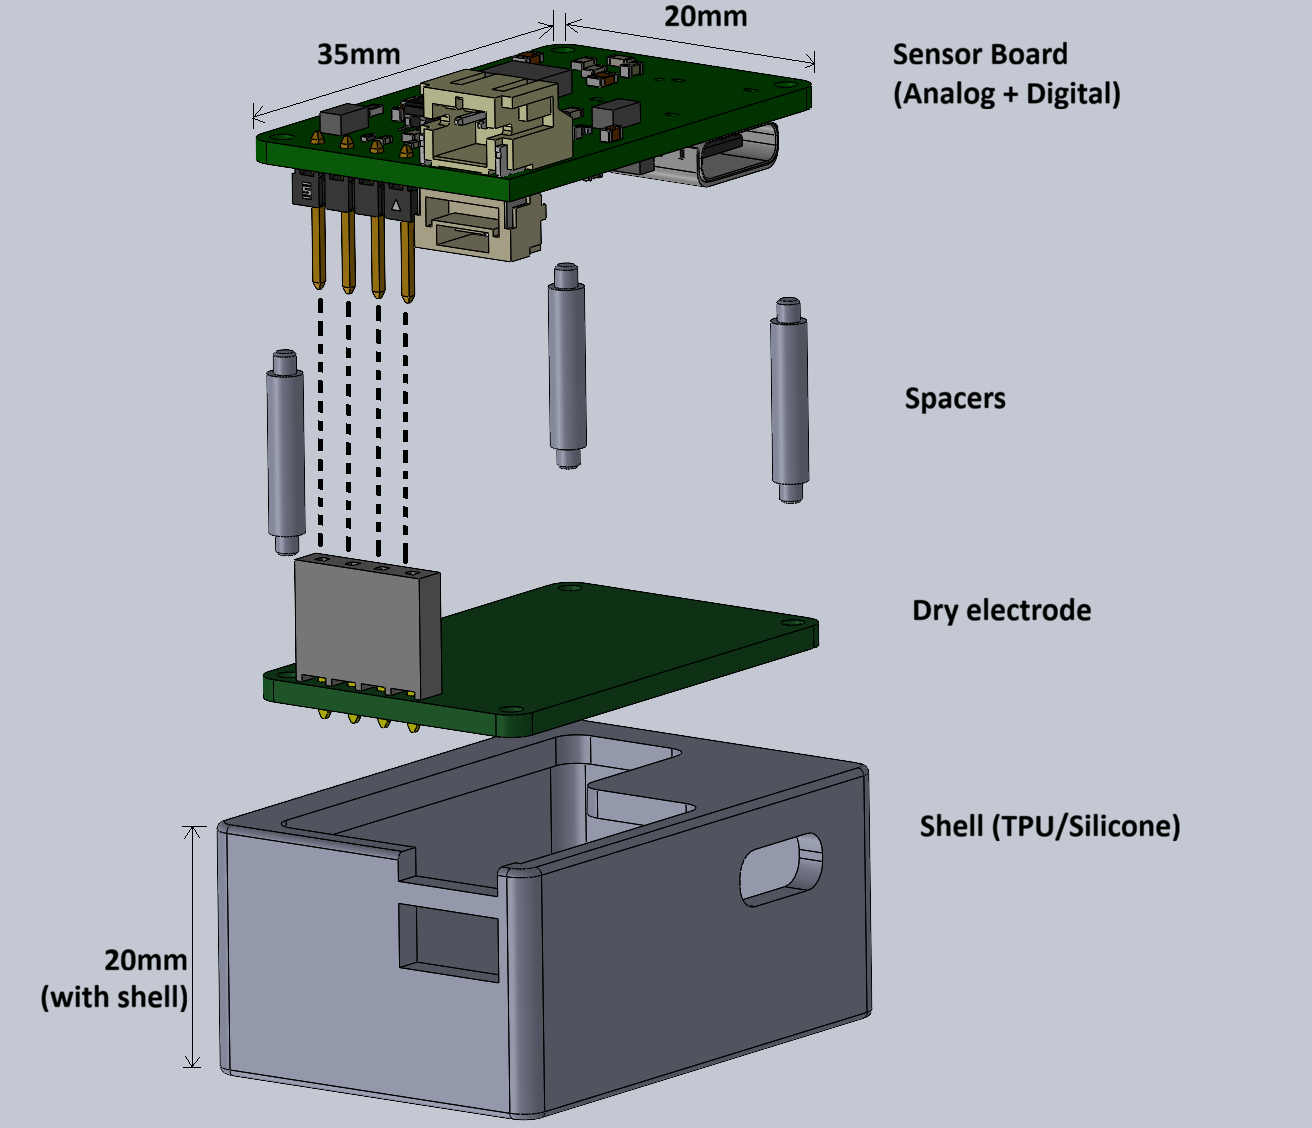 20mm
35mm
Sensor Board
(Analog + Digital)
Spacers
Dry electrode
Shell (TPU/Silicone)
20mm
(with shell)